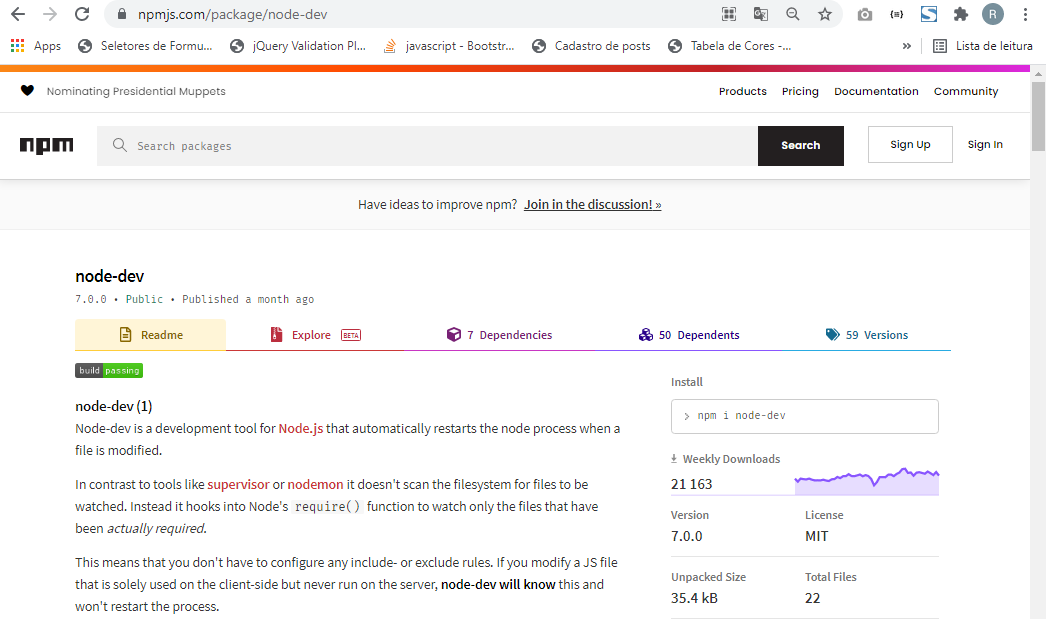 npmjs.com/package/node-dev
R
Apps
Seletores de Formu...
jQuery Validation Pl...
javascript - Bootstr...
Cadastro de posts
Tabela de Cores -...
»
Lista de leitura
Nominating Presidential Muppets
Products
Pricing
Documentation
Community
npm
Search packages
Search
Sign Up
Sign In
Have ideas to improve npm? Join in the discussion! »
node-dev
7.0.0 • Public • Published a month ago
Readme
Explore BETA
7 Dependencies
50 Dependents
59 Versions
build passing
node-dev (1)
Node-dev is a development tool for Node.js that automatically restarts the node process when a
file is modified.
In contrast to tools like supervisor or nodemon it doesn't scan the filesystem for files to be
watched. Instead it hooks into Node's require() function to watch only the files that have
been actually required.
This means that you don't have to configure any include- or exclude rules. If you modify a JS file
that is solely used on the client-side but never run on the server, node-dev will know this and
won't restart the process.
Install
> npm i node-dev
Weekly Downloads
21 163
Version
7.0.0
License
MIT
Unpacked Size
35.4 kB
Total Files
22